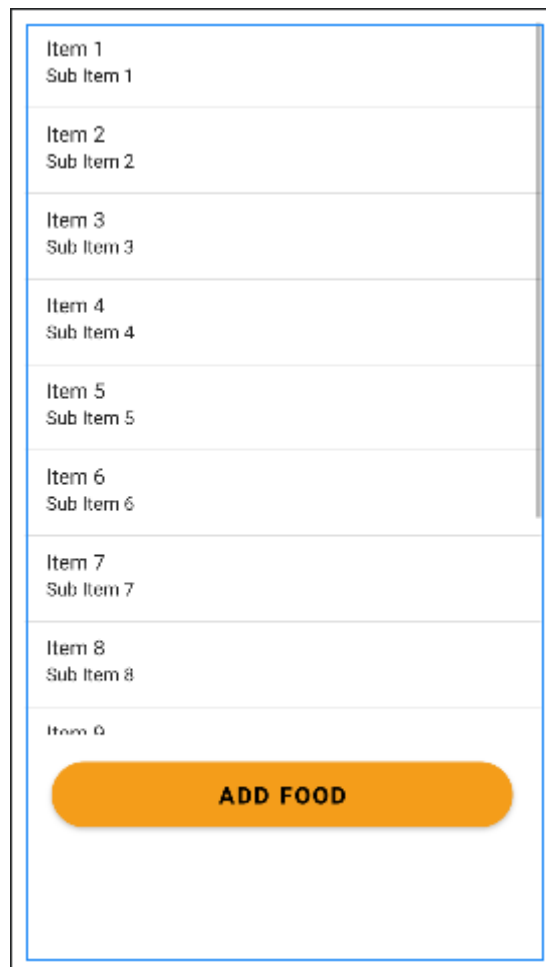 Item 1
Sub Item 1
Item 2
Sub Item 2
Item 3
Sub Item 3
Item 4
Sub Item 4
Item 5
Sub Item 5
Item 6
Sub Item 6
Item 7
Sub Item 7
Item 8
Sub Item 8
Item 9
ADD FOOD